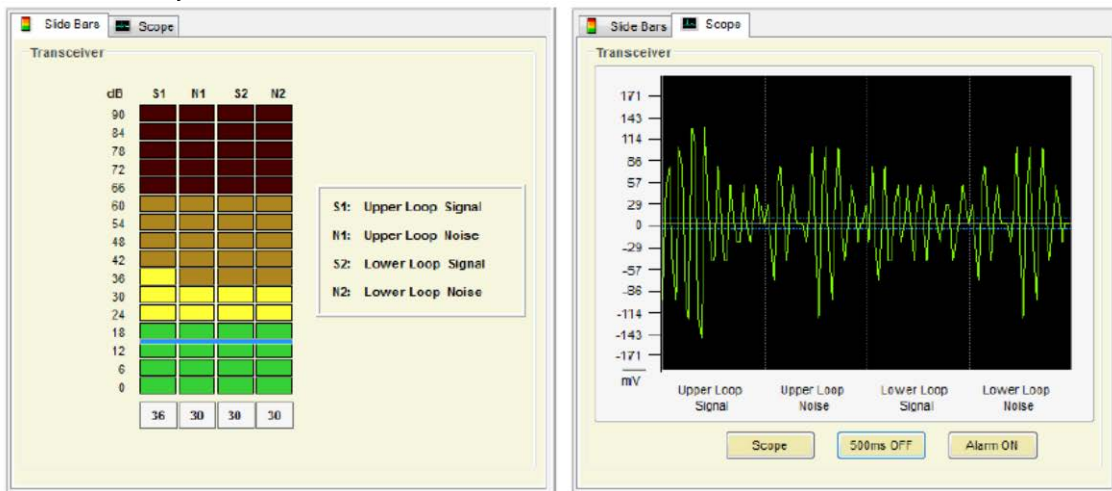 Slide Bars Scope
Transceiver
dB S1 N1 S2 N2
90
84
78
72
66
60
54
48
42
36
30
24
18
12
6
0
36 30 30 30
S1: Upper Loop Signal
N1: Upper Loop Noise
S2: Lower Loop Signal
N2: Lower Loop Noise
Slide Bars Scope
Transceiver
171
143
114
86
57
29
0
-29
-57
-86
-114
-143
-171
mV
Upper Loop Upper Loop Lower Loop Lower Loop
Signal Noise Signal Noise
Scope 500ms OFF Alarm ON